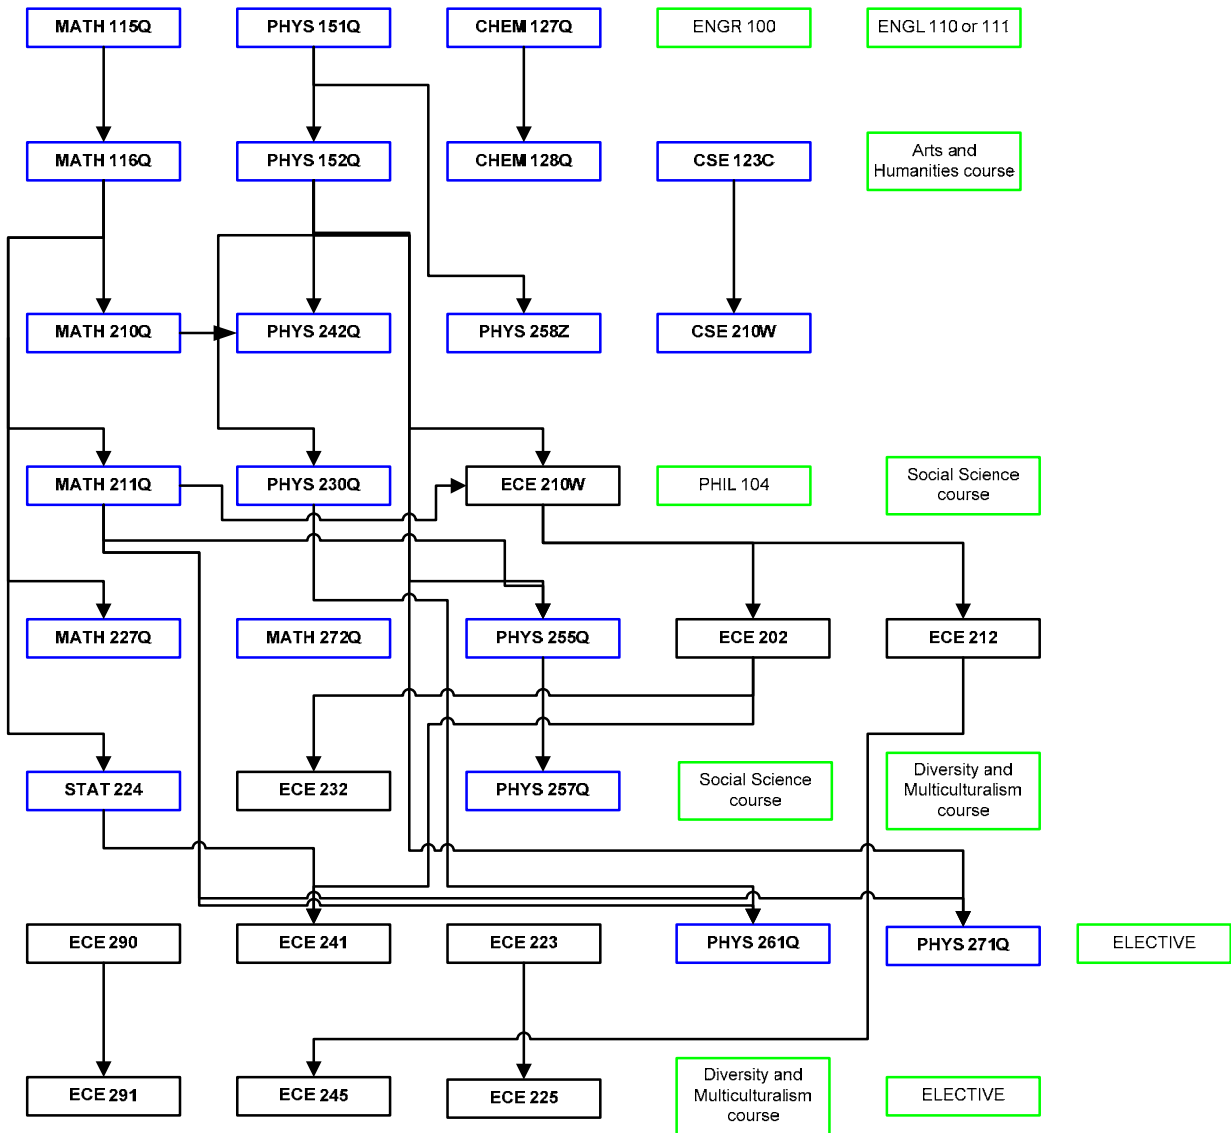 MATH 115Q
PHYS 151Q
CHEM 127Q
ENGR 100
ENGL 110 or 111
MATH 116Q
PHYS 152Q
CHEM 128Q
CSE 123C
Arts and
Humanities course
MATH 210Q
PHYS 242Q
PHYS 258Z
CSE 210W
MATH 211Q
PHYS 230Q
ECE 210W
PHIL 104
Social Science
course
MATH 227Q
MATH 272Q
PHYS 255Q
ECE 202
ECE 212
STAT 224
ECE 232
PHYS 257Q
Social Science
course
Diversity and
Multiculturalism
course
ECE 290
ECE 241
ECE 223
PHYS 261Q
PHYS 271Q
ELECTIVE
ECE 291
ECE 245
ECE 225
Diversity and
Multiculturalism
course
ELECTIVE